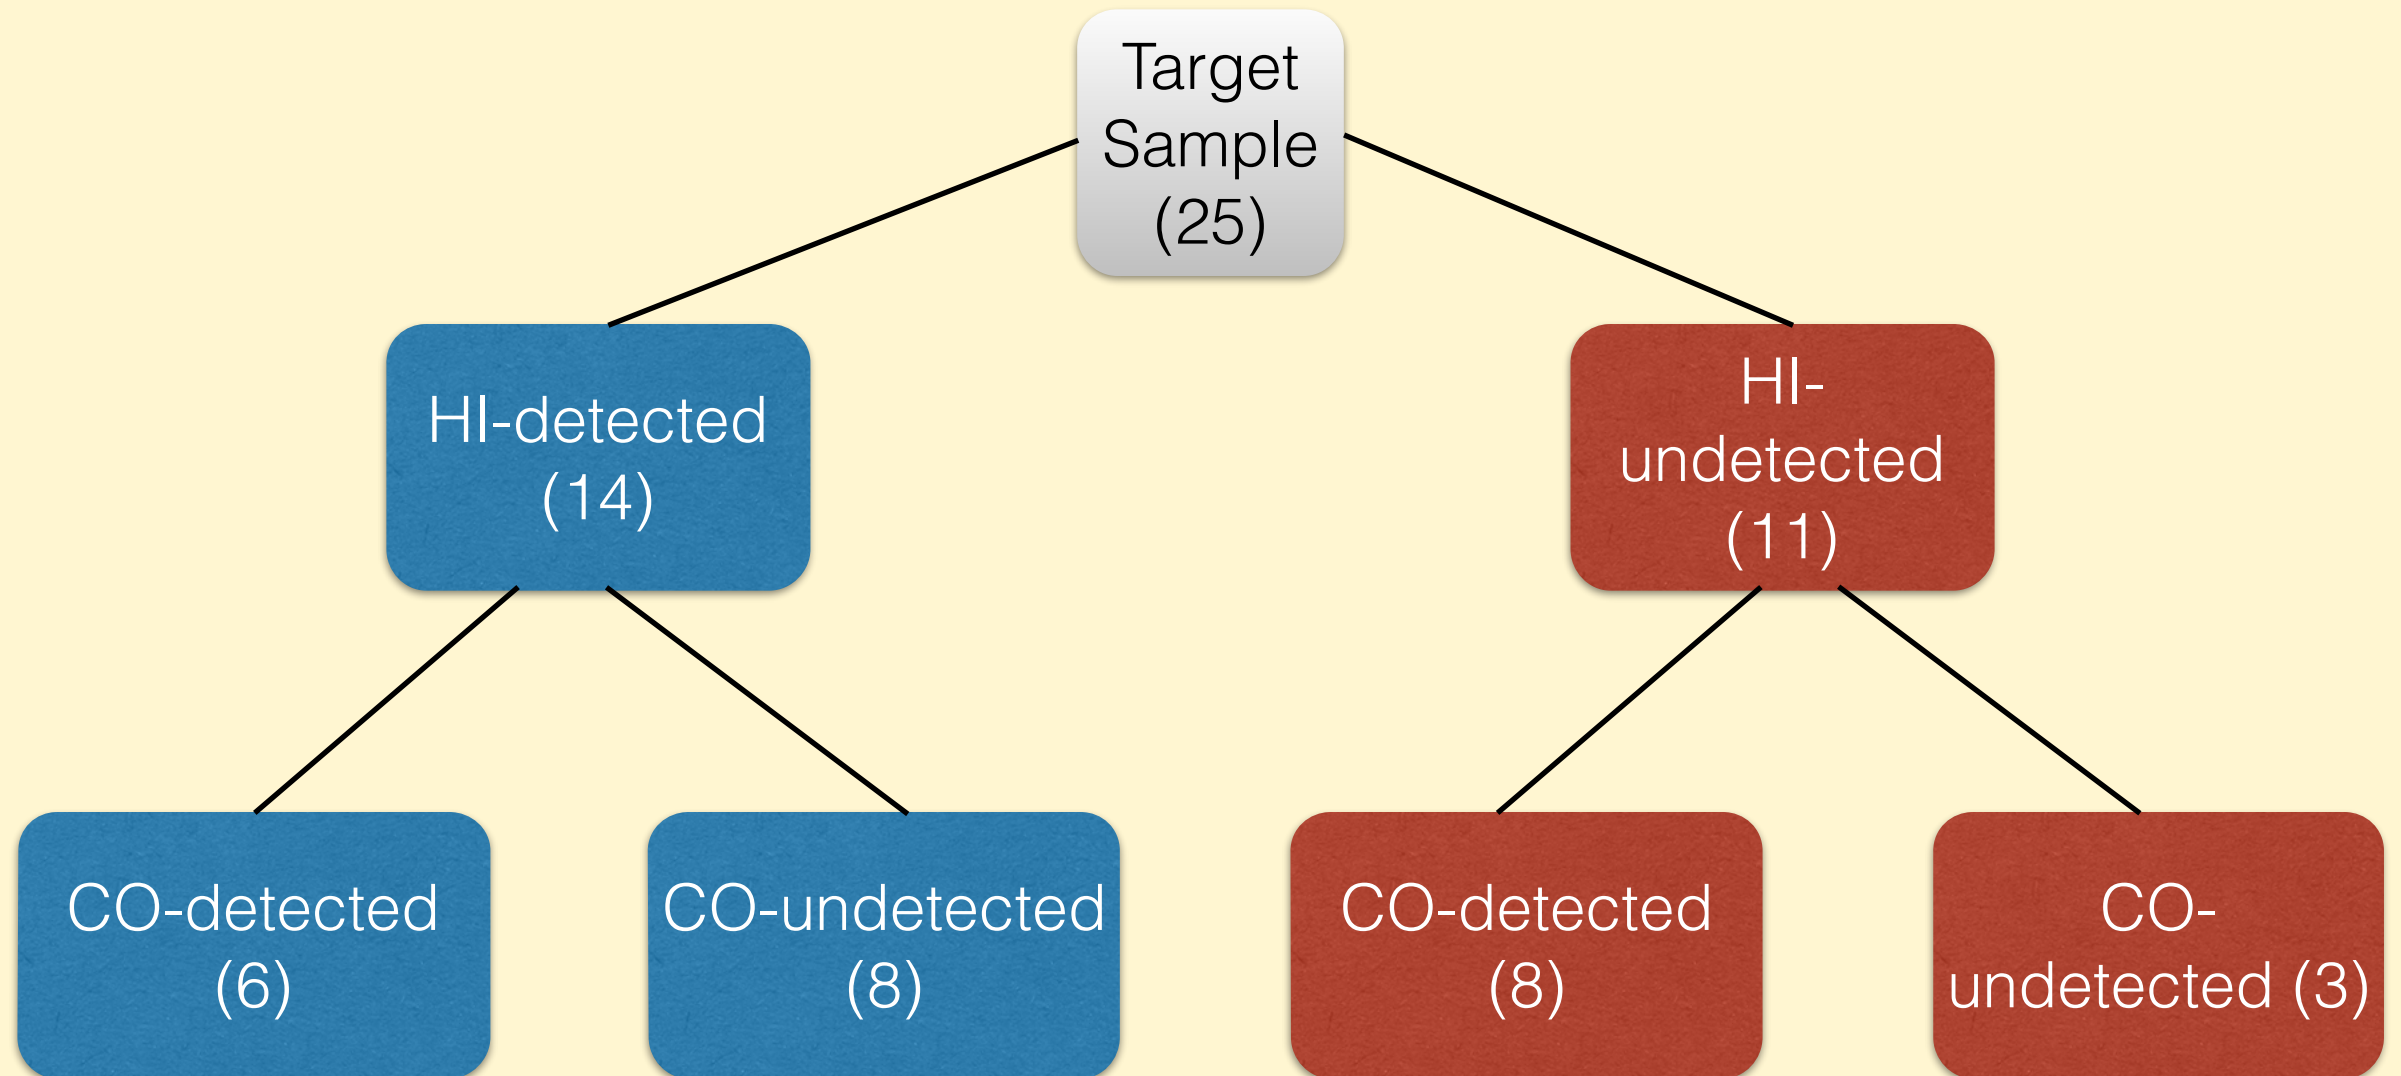 Target
Sample
(25)
HI-detected
(14)
HI-
undetected
(11)
CO-detected
(6)
CO-undetected
(8)
CO-detected
(8)
CO-
undetected (3)